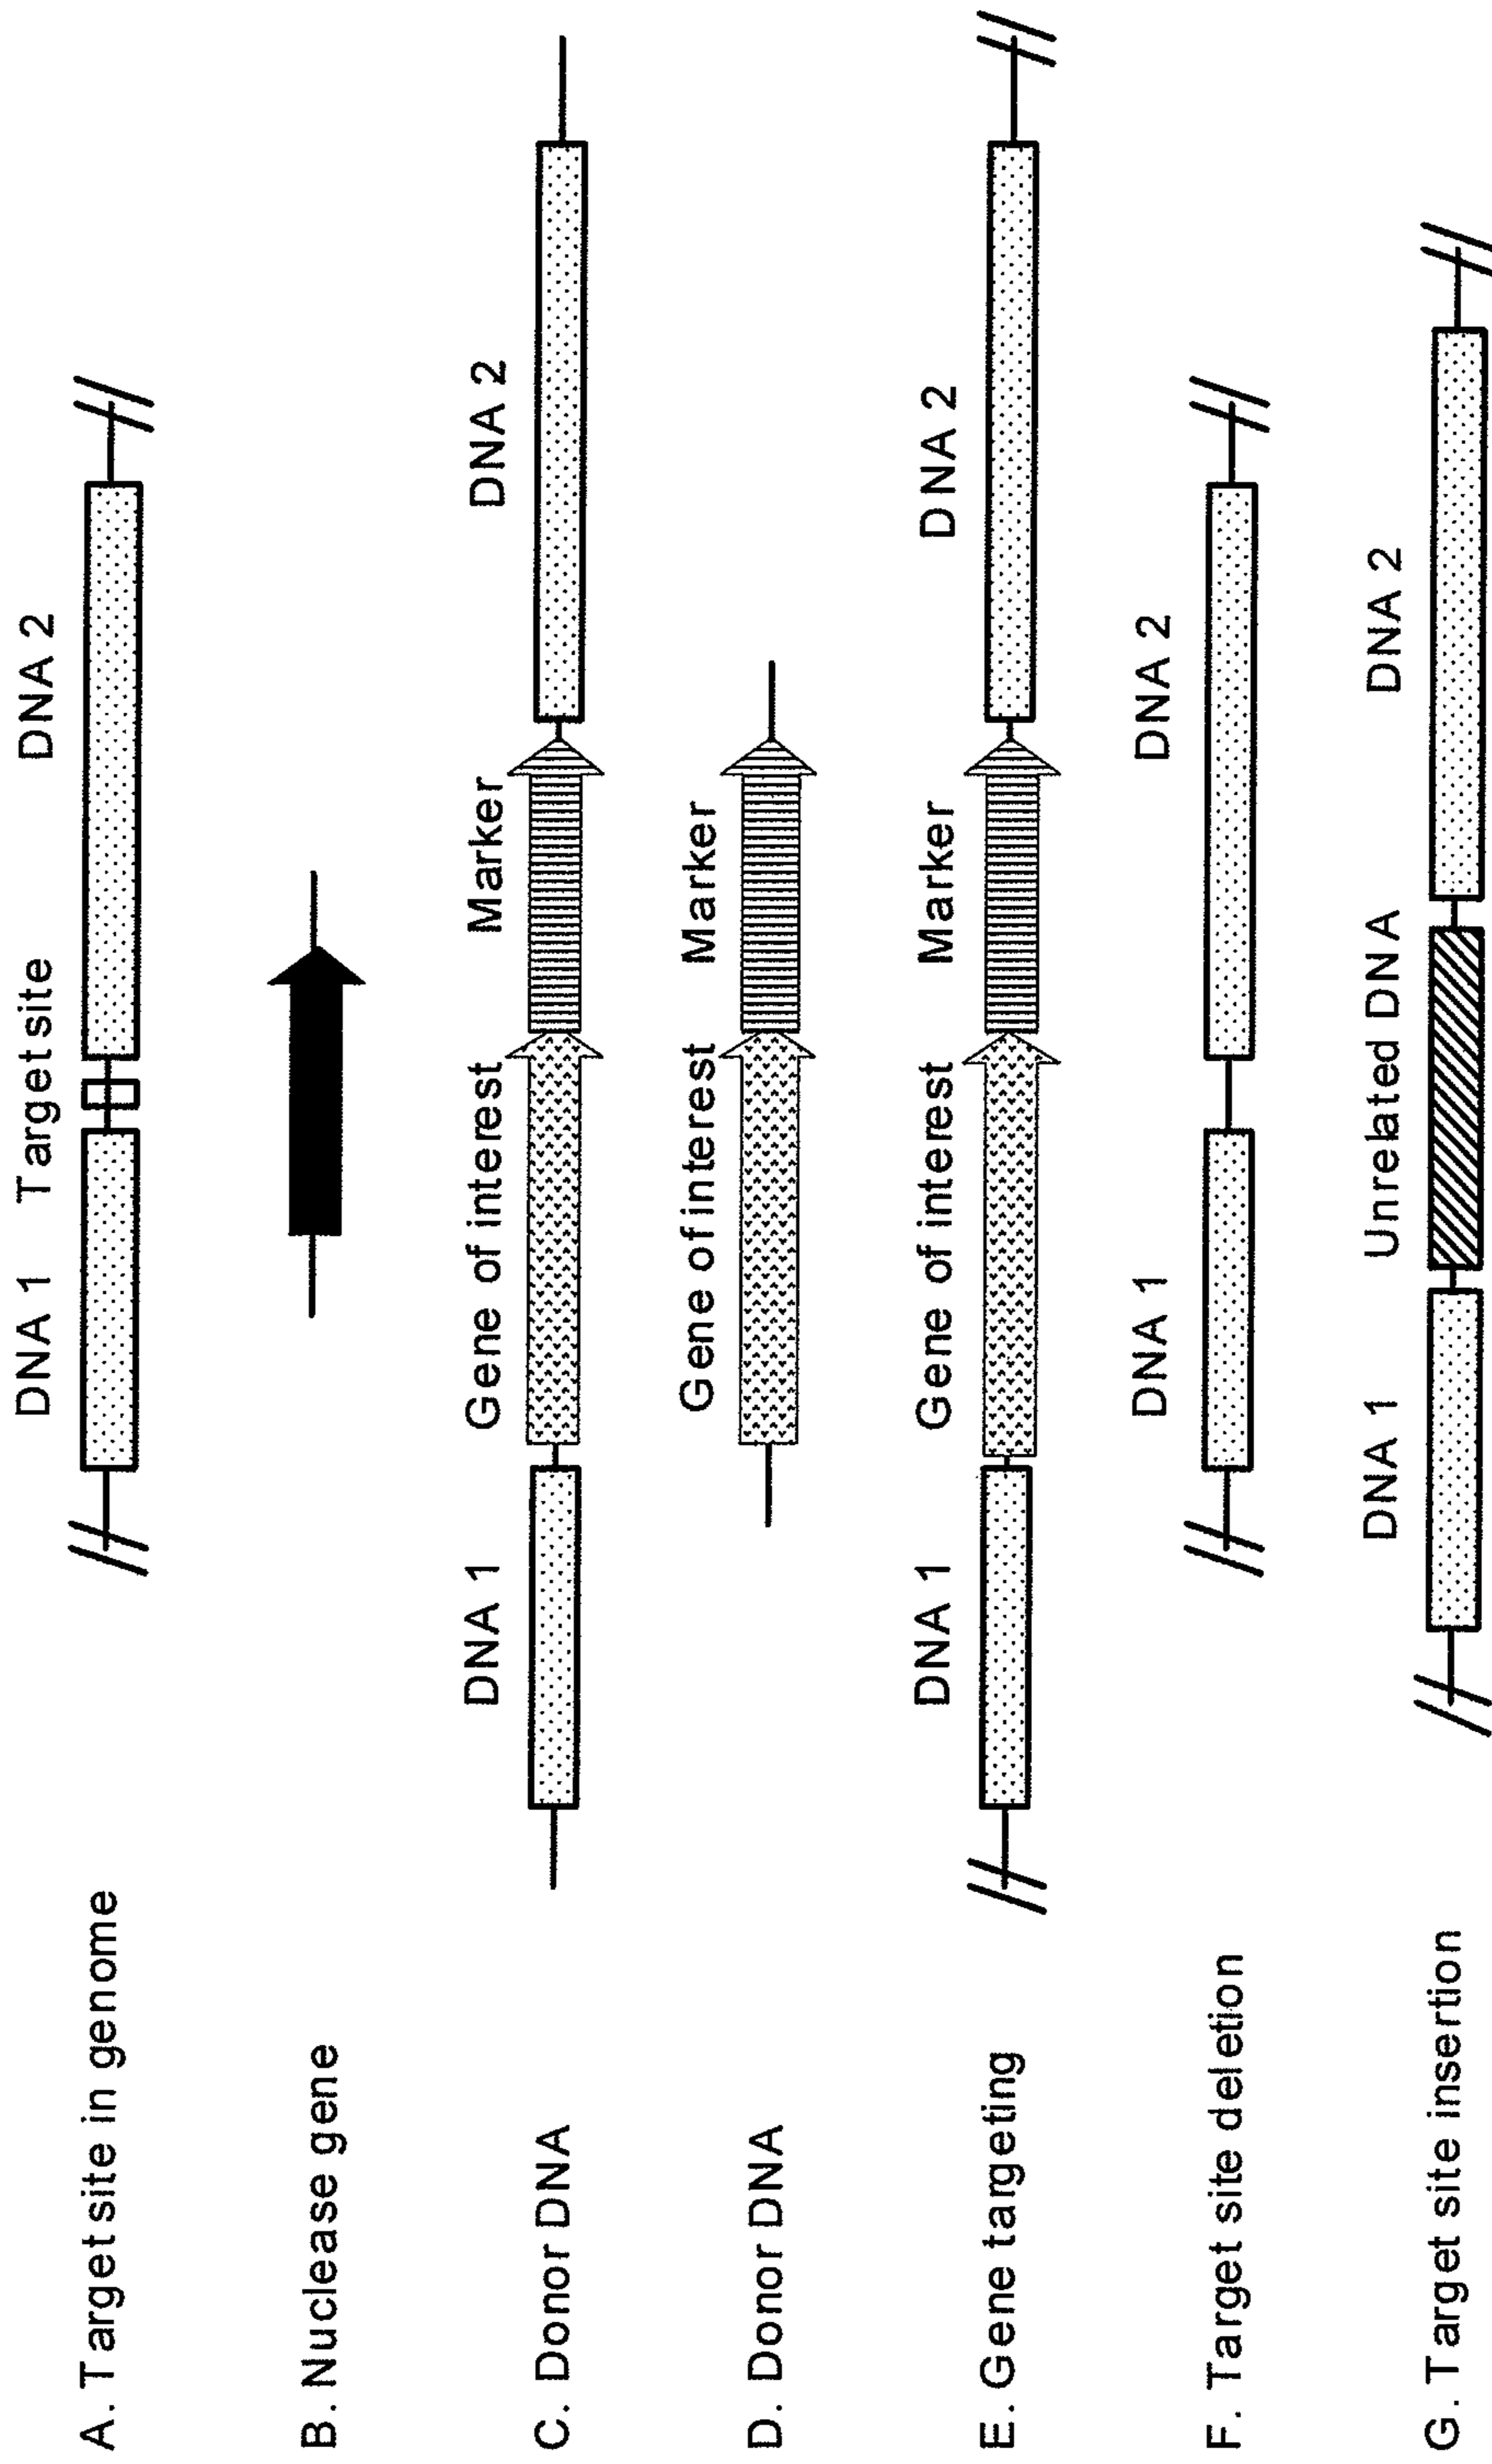 A. Target site in genome
DNA 1 Target site DNA 2
B. Nuclease gene
C. Donor DNA
DNA 1 Gene of interest Marker DNA 2
D. Donor DNA
Gene of interest Marker
E. Gene targeting
DNA 1 Gene of interest Marker DNA 2
F. Target site deletion
DNA 1 DNA 2
G. Target site insertion
DNA 1 Unrelated DNA DNA 2